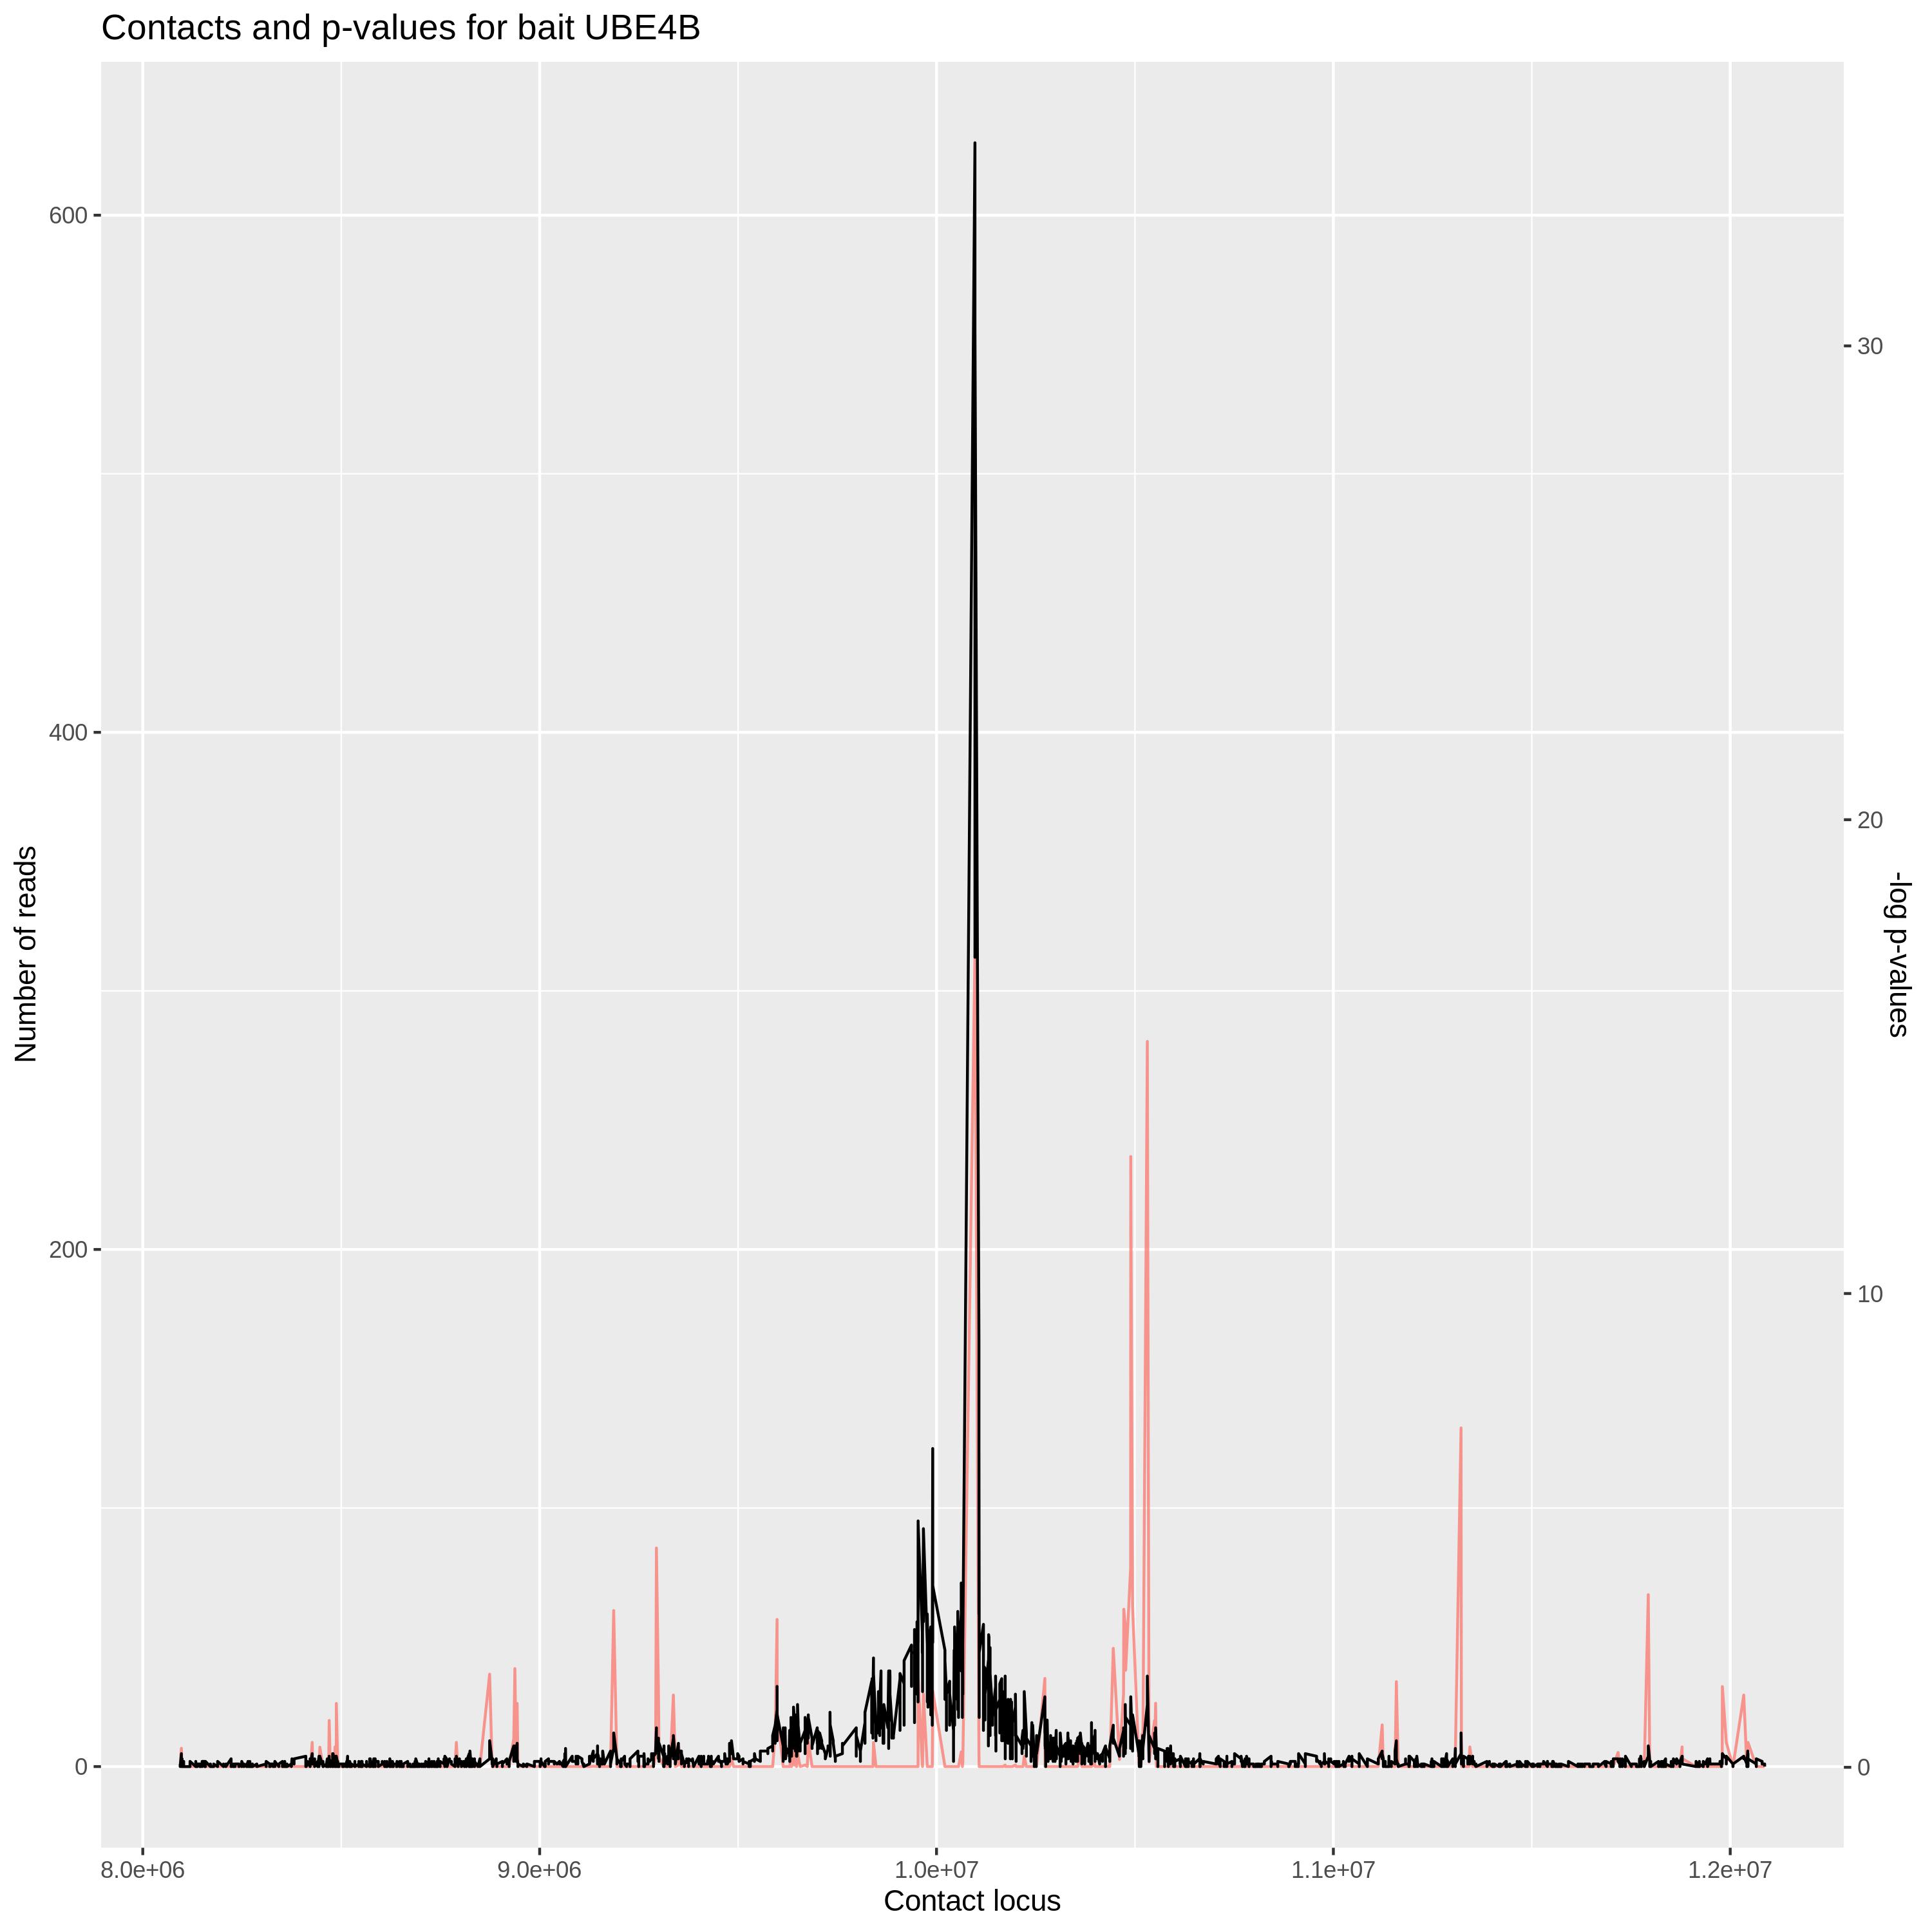 Contacts and p-values for bait UBE4B
600
400
200
0
Number of reads
30
20
10
0
-log p-values
8.0e+06
9.0e+06
1.0e+07
1.1e+07
1.2e+07
Contact locus